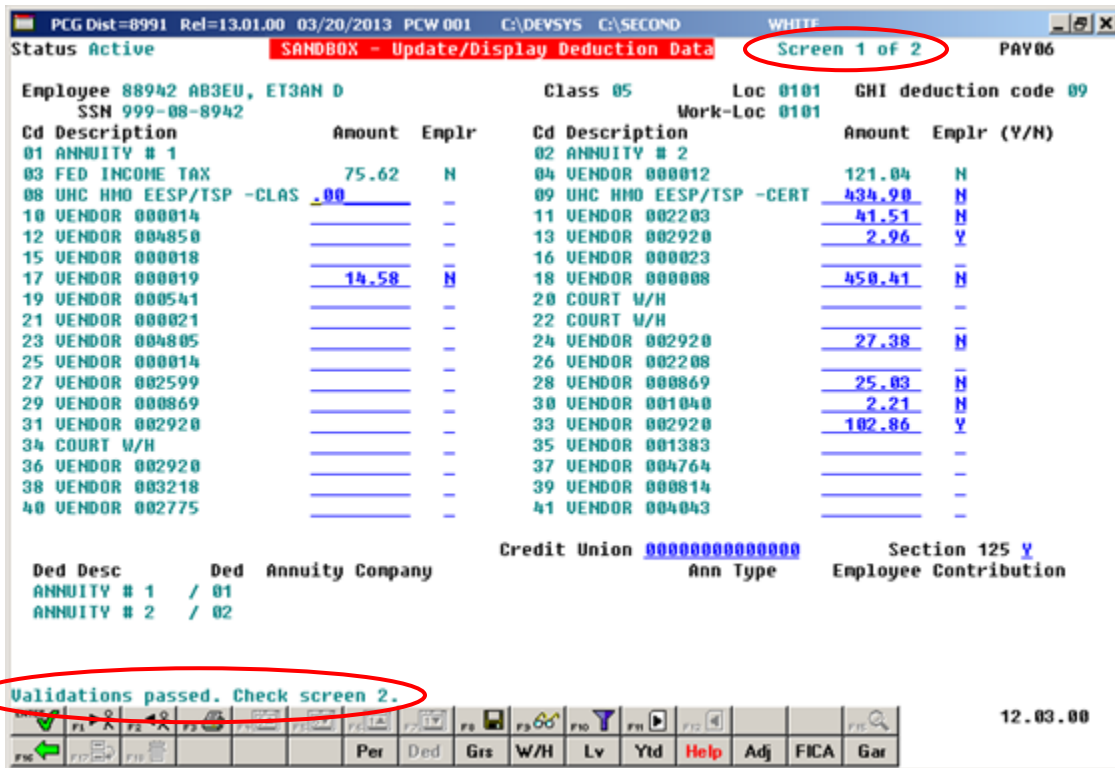 PCG Dist=8991 Rel=13.01.00 03/20/2013 PCW 001 C:\DEVSYS C:\SECOND WHITE
Status Active SANDBOX - Update/Display Deduction Data Screen 1 of 2 PAY06
Employee 88942 AB3EU, ET3AN D Class 05 Loc 0101 GHI deduction code 09
SSN 999-08-8942 Work-Loc 0101
Cd Description Amount Emplr Cd Description Amount Emplr (Y/N)
01 ANNUITY # 1 02 ANNUITY # 2
03 FED INCOME TAX 75.62 N 04 VENDOR 000012 121.04 N
08 UHC HMO EESP/TSP -CLAS .00 09 UHC HMO EESP/TSP -CERT 434.90 N
10 VENDOR 000014 11 VENDOR 002203 41.51 N
12 VENDOR 004850 13 VENDOR 002920 2.96 Y
15 VENDOR 000018 16 VENDOR 000023
17 VENDOR 000019 14.58 N 18 VENDOR 000008 450.41 N
19 VENDOR 000541 20 COURT W/H
21 VENDOR 000021 22 COURT W/H
23 VENDOR 004805 24 VENDOR 002920 27.38 N
25 VENDOR 000014 26 VENDOR 002208
27 VENDOR 002599 28 VENDOR 000869 25.03 N
29 VENDOR 000869 30 VENDOR 001040 2.21 N
31 VENDOR 002920 33 VENDOR 002920 102.86 Y
34 COURT W/H 35 VENDOR 001383
36 VENDOR 002920 37 VENDOR 004764
38 VENDOR 003218 39 VENDOR 000814
40 VENDOR 002775 41 VENDOR 004043
Credit Union 00000000000000 Section 125 Y
Ded Desc Ded Annuity Company Ann Type Employee Contribution
ANNUITY # 1 / 01
ANNUITY # 2 / 02
Validations passed. Check screen 2.
ENTER F1 F2 F3 F4 F5 F6 F7 F8 F9 F10 F11 F12 F15 12.03.00
F16 F17 F18 Per Ded Grs W/H Lv Ytd Help Adj FICA Gar